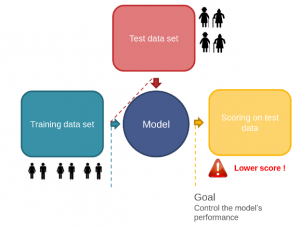 Test data set
Training data set
Model
Scoring on test
data
Lower score !
Goal
Control the model's
performance